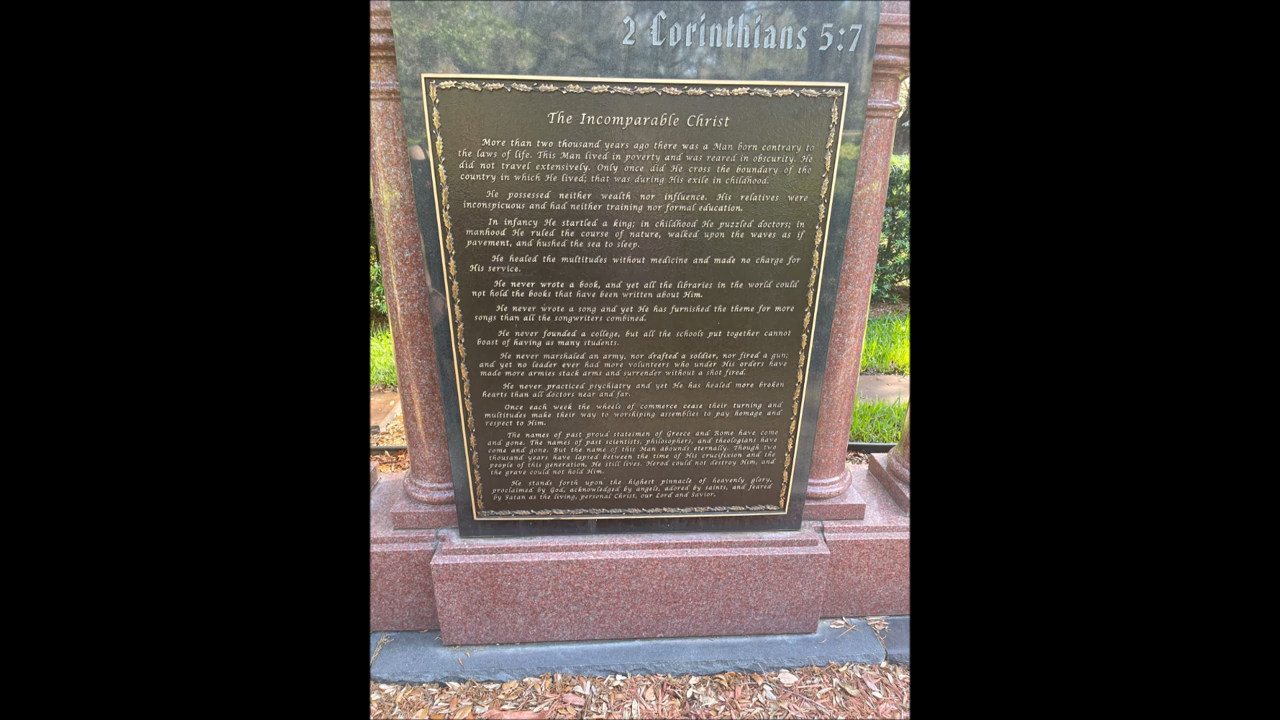 2 Corinthians 5:7
The Incomparable Christ
More than two thousand years ago there was a Man born contrary to
the laws of life. This Man lived in poverty and was reared in obscurity. He
did not travel extensively. Only once did He cross the boundary of the
country in which He lived; that was during His exile in childhood.
He possessed neither wealth nor influence. His relatives were
inconspicuous and had neither training nor formal education.
In infancy He startled a king; in childhood He puzzled doctors; in
manhood He ruled the course of nature, walked upon the waves as if
pavement, and hushed the sea to sleep.
He healed the multitudes without medicine and made no charge for
His service.
He never wrote a book, and yet all the libraries in the world could
not hold the books that have been written about Him.
He never wrote a song and yet He has furnished the theme for more
songs than all the songwriters combined.
He never founded a college, but all the schools put together cannot
boast of having as many students.
He never marshaled an army, nor drafted a soldier, nor fired a gun;
and yet no leader ever had more volunteers who under His orders have
made more armies stack arms and surrender without a shot fired.
He never practiced psychiatry and yet He has healed more broken
hearts than all doctors near and far.
Once each week the wheels of commerce cease their turning and
multitudes make their way to worshiping assemblies to pay homage and
respect to Him.
The names of past proud statesmen of Greece and Rome have come
and gone. The names of past scientists, philosophers, and theologians have
come and gone. But the name of this Man abounds eternally. Though two
thousand years have lapsed between the time of His crucifixion and the
people of this generation, He still lives. Herod could not destroy Him, and
the grave could not hold Him.
He stands forth upon the highest pinnacle of heavenly glory,
proclaimed by God, acknowledged by angels, adored by saints, and feared
by Satan as the living, personal Christ, our Lord and Savior.